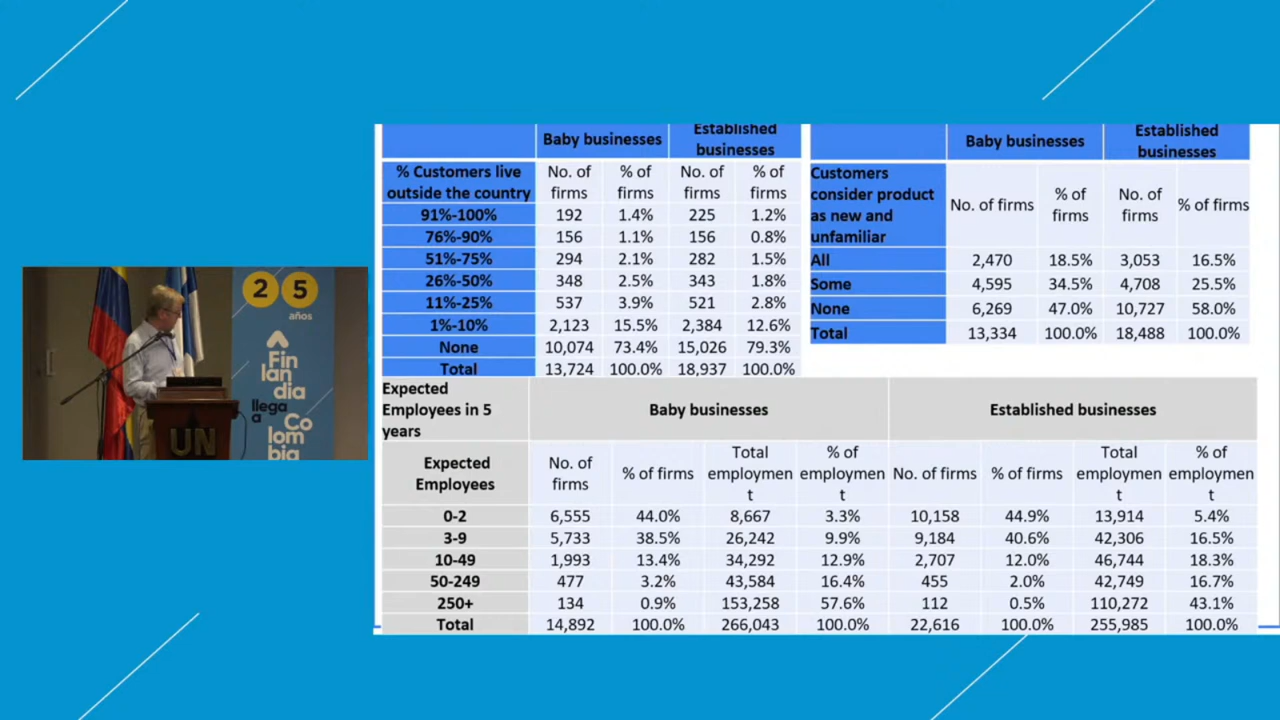 25
años
Fin
lan
dia
llega
a
Co
lom
bia
UN
Baby businesses Established businesses
% Customers live outside the country No. of firms % of firms No. of firms % of firms
91%-100% 192 1.4% 225 1.2%
76%-90% 156 1.1% 156 0.8%
51%-75% 294 2.1% 282 1.5%
26%-50% 348 2.5% 343 1.8%
11%-25% 537 3.9% 521 2.8%
1%-10% 2,123 15.5% 2,384 12.6%
None 10,074 73.4% 15,026 79.3%
Total 13,724 100.0% 18,937 100.0%
Baby businesses Established businesses
Customers consider product as new and unfamiliar No. of firms % of firms No. of firms % of firms
All 2,470 18.5% 3,053 16.5%
Some 4,595 34.5% 4,708 25.5%
None 6,269 47.0% 10,727 58.0%
Total 13,334 100.0% 18,488 100.0%
Expected Employees in 5 years Baby businesses Established businesses
Expected Employees No. of firms % of firms Total employment % of employment No. of firms % of firms Total employment % of employment
0-2 6,555 44.0% 8,667 3.3% 10,158 44.9% 13,914 5.4%
3-9 5,733 38.5% 26,242 9.9% 9,184 40.6% 42,306 16.5%
10-49 1,993 13.4% 34,292 12.9% 2,707 12.0% 46,744 18.3%
50-249 477 3.2% 43,584 16.4% 455 2.0% 42,749 16.7%
250+ 134 0.9% 153,258 57.6% 112 0.5% 110,272 43.1%
Total 14,892 100.0% 266,043 100.0% 22,616 100.0% 255,985 100.0%